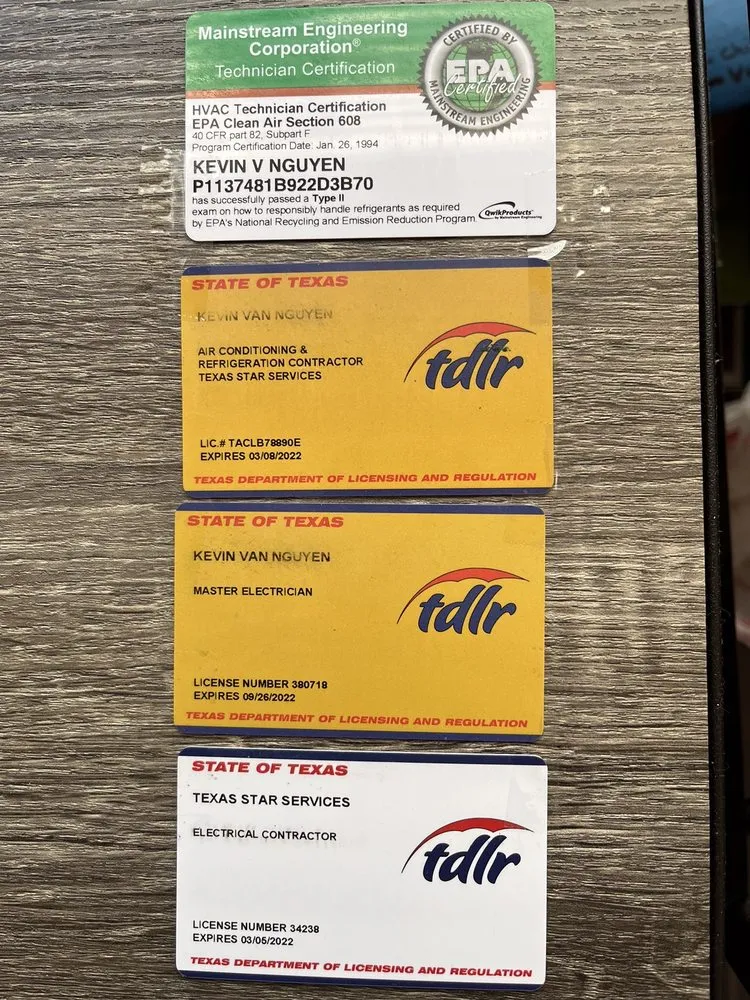 Mainstream Engineering
Corporation®
Technician Certification
CERTIFIED BY
EPA
Certified
MAINSTREAM ENGINEERING
HVAC Technician Certification
EPA Clean Air Section 608
40 CFR part 82, Subpart F
Program Certification Date: Jan. 26, 1994
KEVIN V NGUYEN
P1137481B922D3B70
has successfully passed a Type II
exam on how to responsibly handle refrigerants as required
by EPA's National Recycling and Emission Reduction Program.
QwikProducts™
by Mainstream Engineering
STATE OF TEXAS
KEVIN VAN NGUYEN
AIR CONDITIONING &
REFRIGERATION CONTRACTOR
TEXAS STAR SERVICES
tdlr
LIC.# TACLB78890E
EXPIRES 03/08/2022
TEXAS DEPARTMENT OF LICENSING AND REGULATION
STATE OF TEXAS
KEVIN VAN NGUYEN
MASTER ELECTRICIAN
tdlr
LICENSE NUMBER 380718
EXPIRES 09/26/2022
TEXAS DEPARTMENT OF LICENSING AND REGULATION
STATE OF TEXAS
TEXAS STAR SERVICES
ELECTRICAL CONTRACTOR
tdlr
LICENSE NUMBER 34238
EXPIRES 03/05/2022
TEXAS DEPARTMENT OF LICENSING AND REGULATION